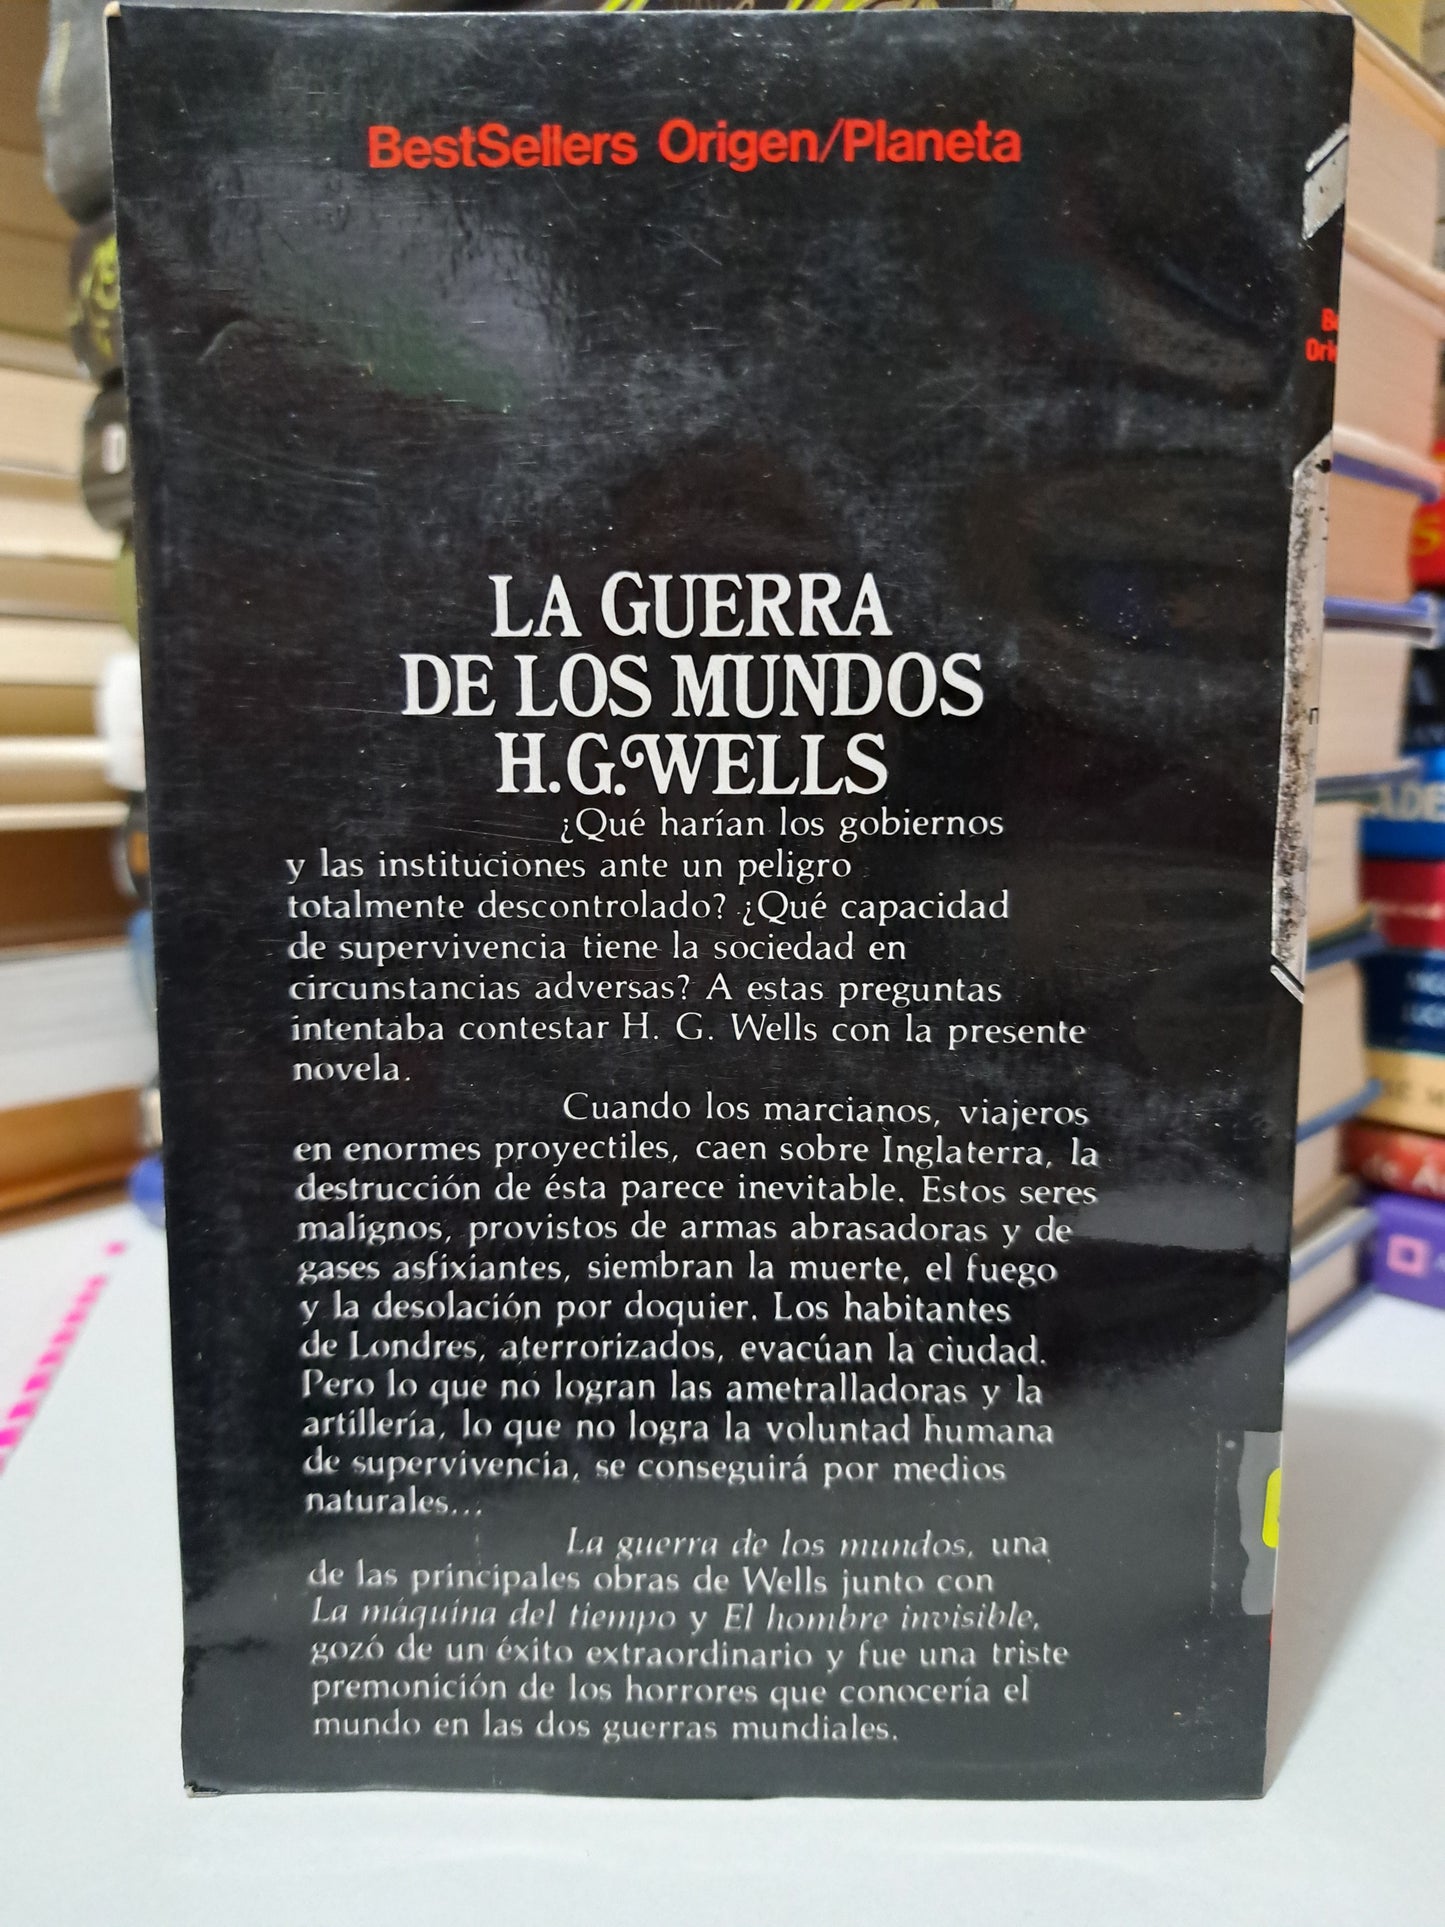 BestSellers Origen/Planeta
LA GUERRA
DE LOS MUNDOS
H.G. WELLS
¿Qué harían los gobiernos
y las instituciones ante un peligro
totalmente descontrolado? ¿Qué capacidad
de supervivencia tiene la sociedad en
circunstancias adversas? A estas preguntas
intentaba contestar H. G. Wells con la presente
novela.
Cuando los marcianos, viajeros
en enormes proyectiles, caen sobre Inglaterra, la
destrucción de ésta parece inevitable. Estos seres
malignos, provistos de armas abrasadoras y de
gases asfixiantes, siembran la muerte, el fuego
y la desolación por doquier. Los habitantes
de Londres, aterrorizados, evacúan la ciudad.
Pero lo que no logran las ametralladoras y la
artillería, lo que no logra la voluntad humana
de supervivencia, se conseguirá por medios
naturales...
La guerra de los mundos, una
de las principales obras de Wells junto con
La máquina del tiempo y El hombre invisible,
gozó de un éxito extraordinario y fue una triste
premonición de los horrores que conocería el
mundo en las dos guerras mundiales.